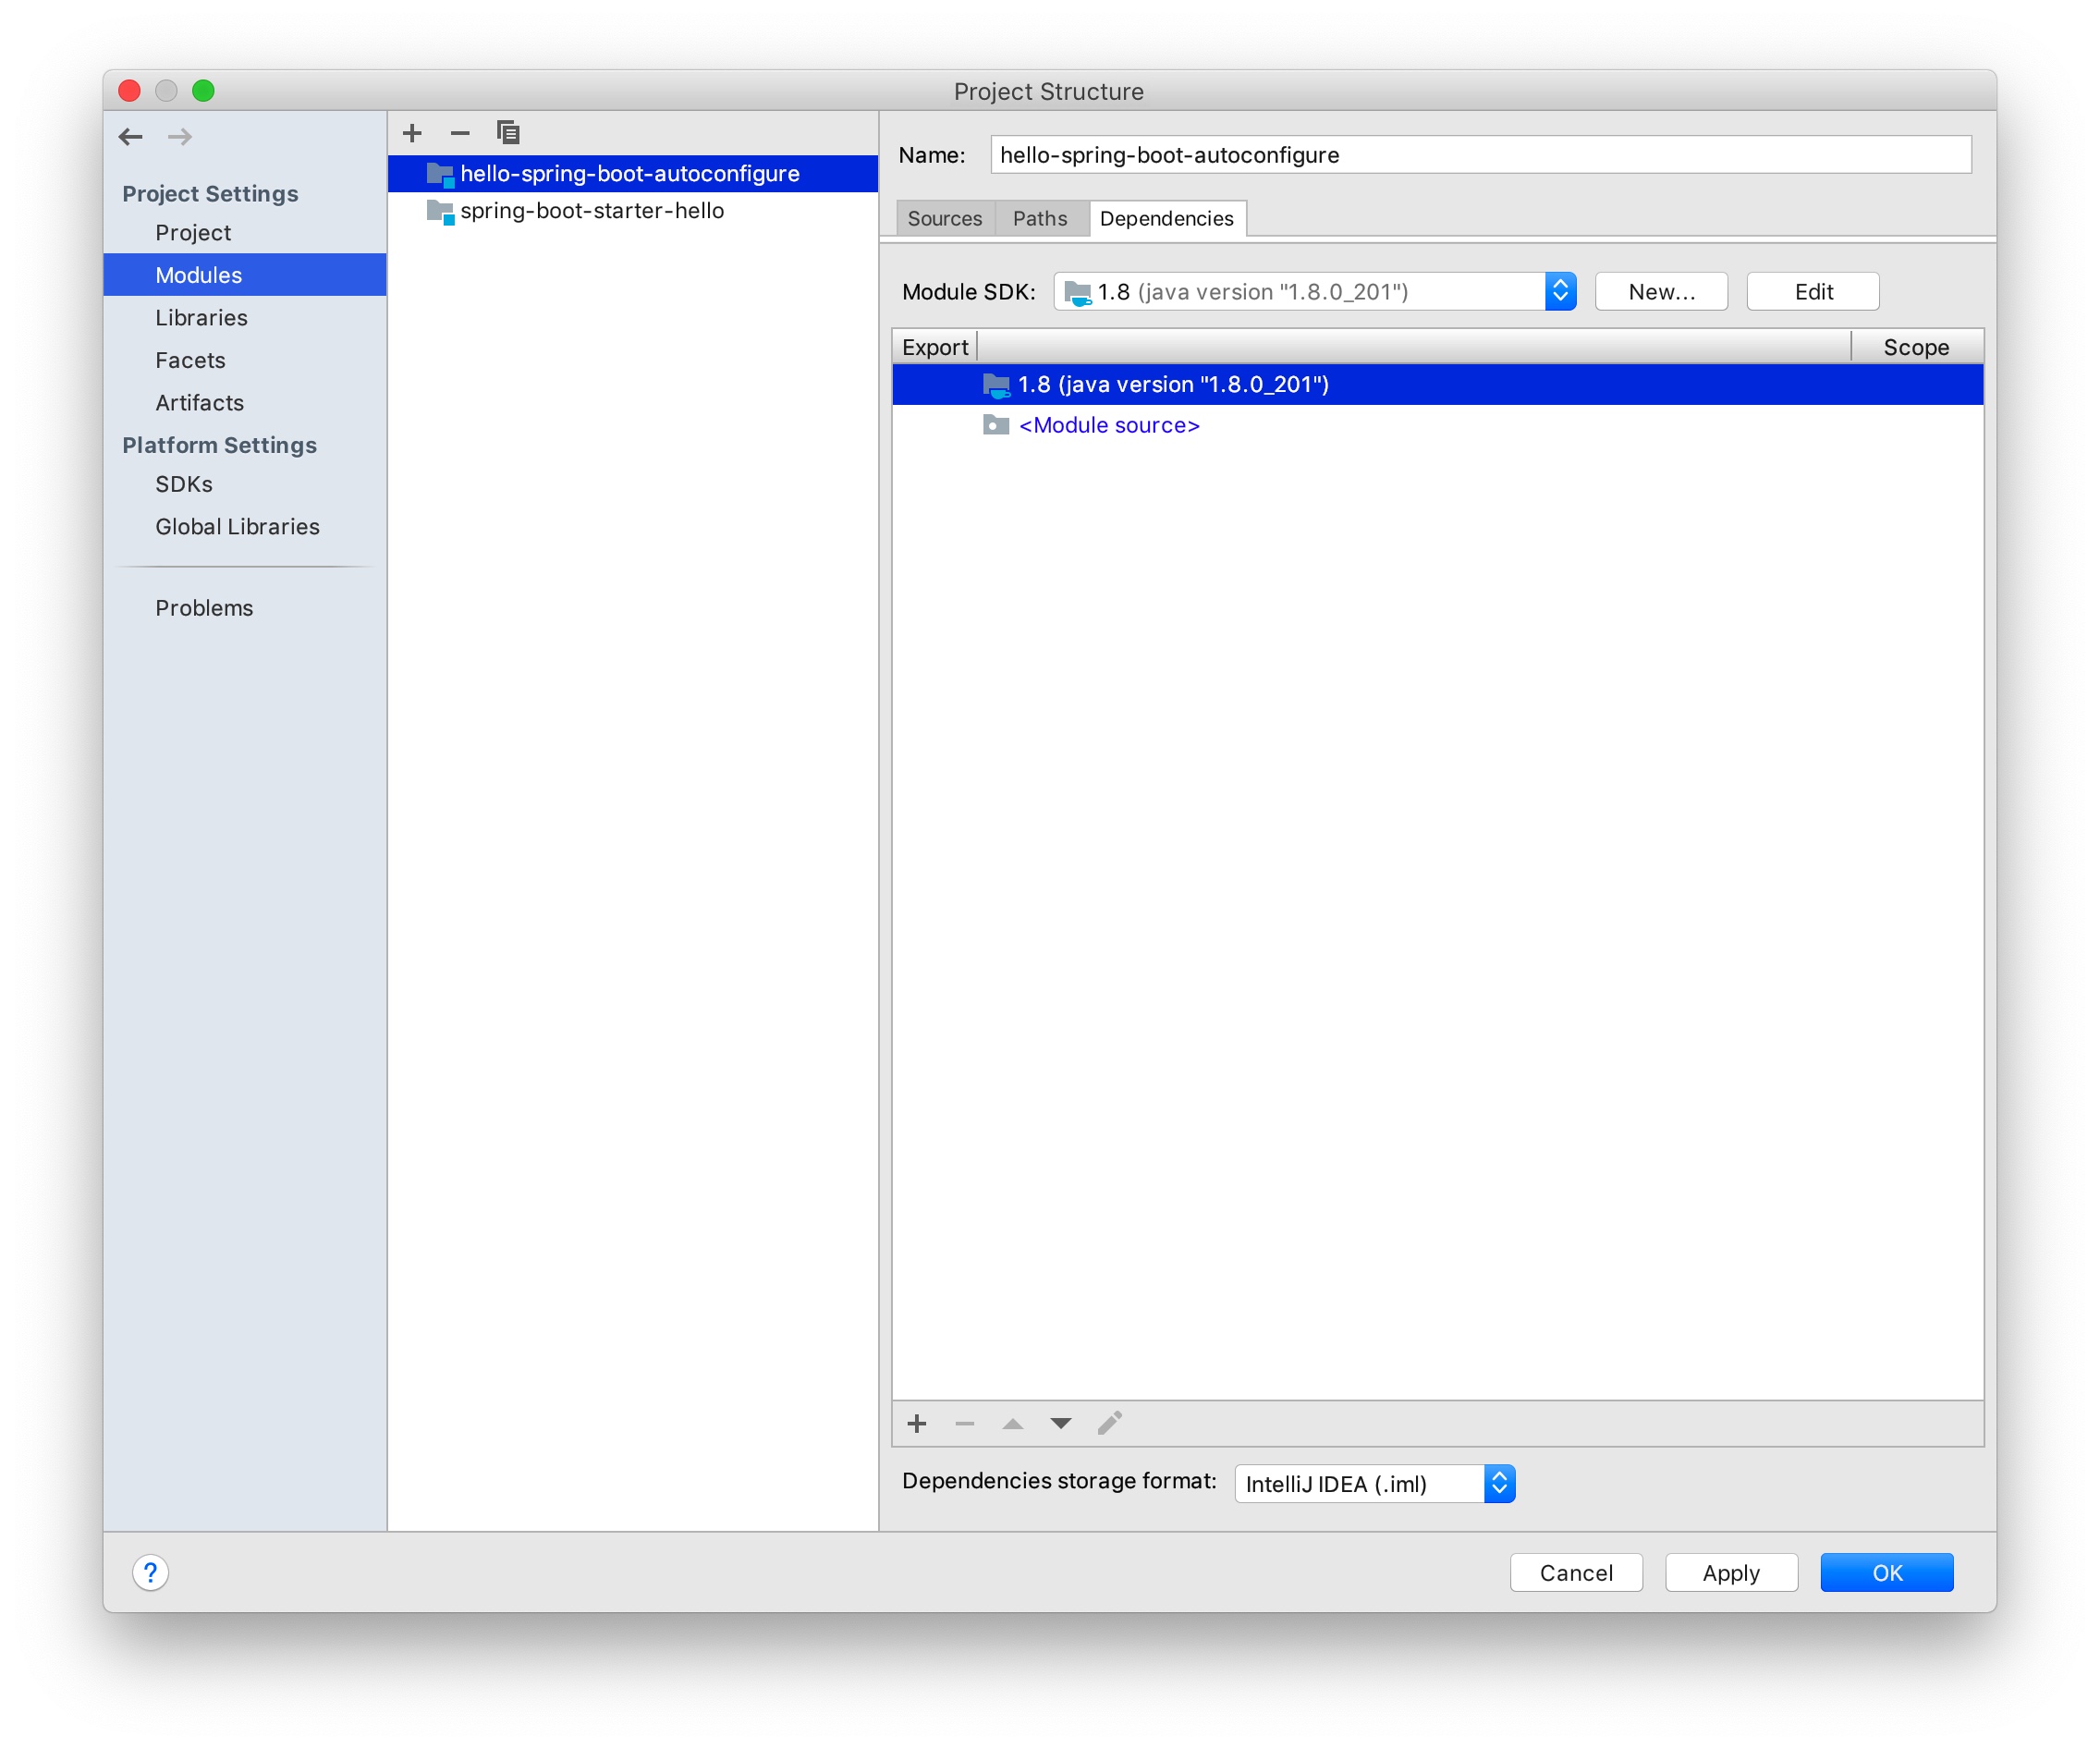 Project Structure
Project Settings
Project
Modules
Libraries
Facets
Artifacts
Platform Settings
SDKs
Global Libraries
Problems
hello-spring-boot-autoconfigure
spring-boot-starter-hello
Name: hello-spring-boot-autoconfigure
Sources Paths Dependencies
Module SDK: 1.8 (java version "1.8.0_201") New... Edit
Export Scope
1.8 (java version "1.8.0_201")
<Module source>
Dependencies storage format: IntelliJ IDEA (.iml)
? Cancel Apply OK